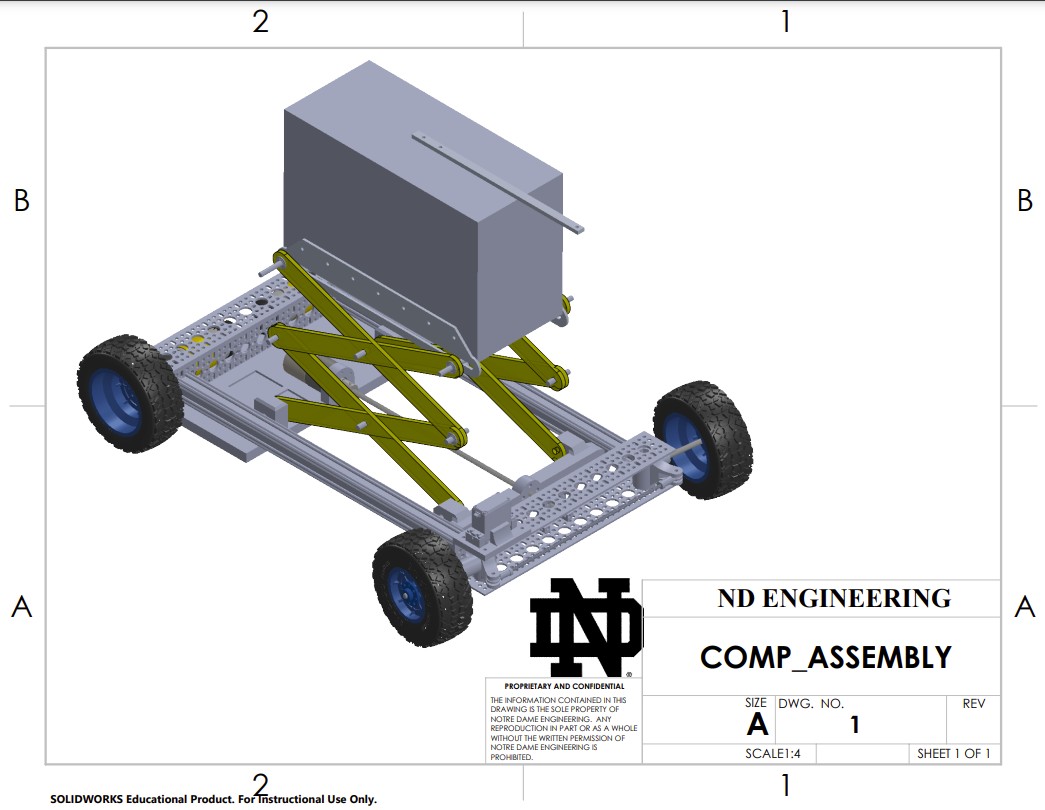 2
1
B
B
A
A
ND
®
ND ENGINEERING
COMP_ASSEMBLY
PROPRIETARY AND CONFIDENTIAL
THE INFORMATION CONTAINED IN THIS
DRAWING IS THE SOLE PROPERTY OF
NOTRE DAME ENGINEERING. ANY
REPRODUCTION IN PART OR AS A WHOLE
WITHOUT THE WRITTEN PERMISSION OF
NOTRE DAME ENGINEERING IS
PROHIBITED.
SIZE
A
DWG. NO.
1
REV
SCALE1:4
SHEET 1 OF 1
2
1
SOLIDWORKS Educational Product. For Instructional Use Only.